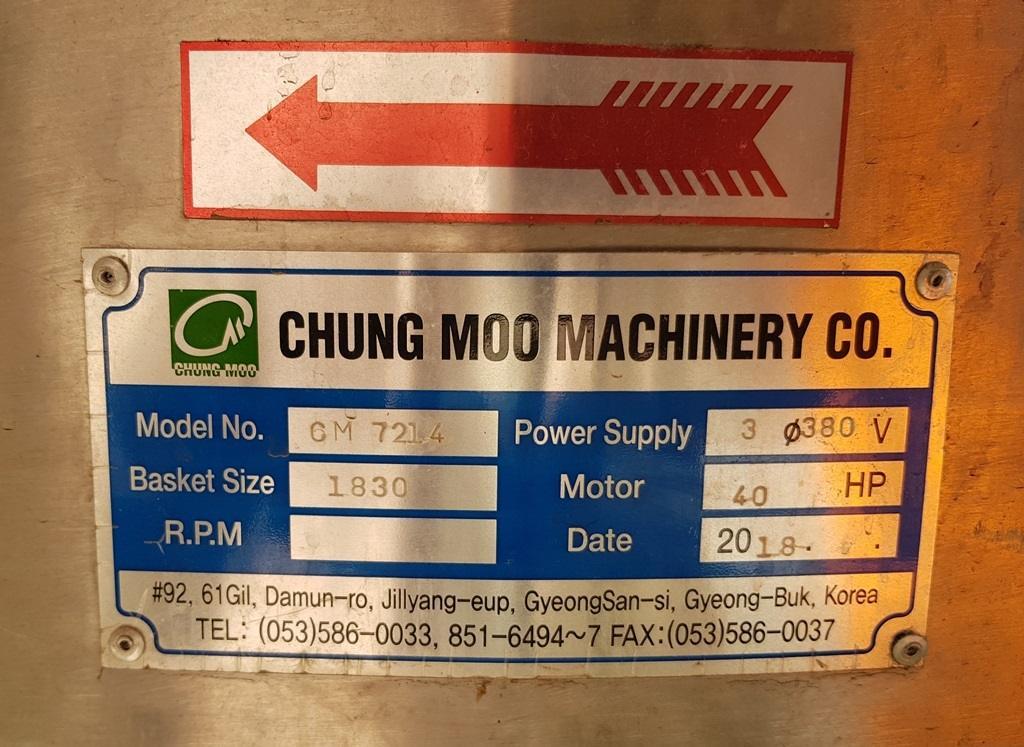 CHUNG MOO
CHUNG MOO MACHINERY CO.
Model No. CM 7214 Power Supply 3 ø380 V
Basket Size 1830 Motor 40 HP
R.P.M Date 2018. .
#92, 61Gil, Damun-ro, Jillyang-eup, GyeongSan-si, Gyeong-Buk, Korea
TEL: (053)586-0033, 851-6494~7 FAX:(053)586-0037